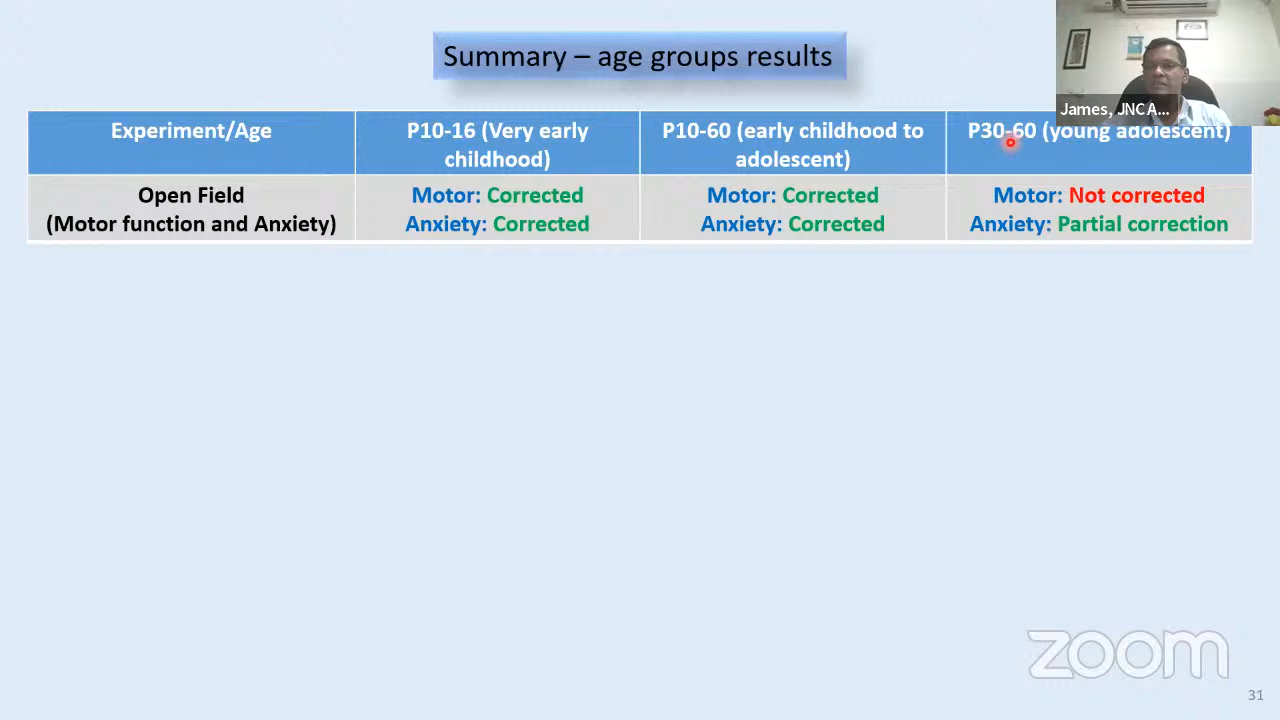 Summary – age groups results
James, JNC A...
Experiment/Age
P10-16 (Very early
childhood)
P10-60 (early childhood to
adolescent)
P30-60 (young adolescent)
Open Field
(Motor function and Anxiety)
Motor: Corrected
Anxiety: Corrected
Motor: Corrected
Anxiety: Corrected
Motor: Not corrected
Anxiety: Partial correction
zoom
31